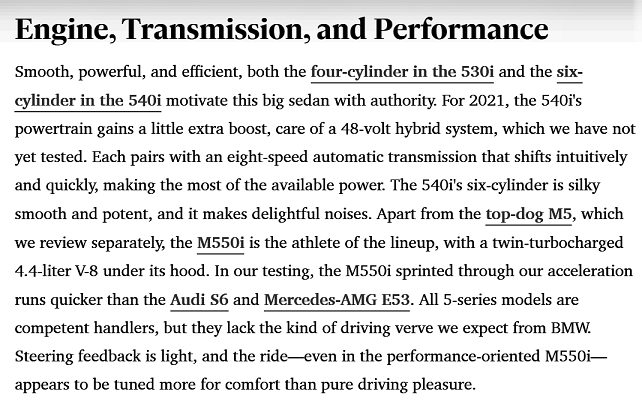 Engine, Transmission, and Performance
Smooth, powerful, and efficient, both the four-cylinder in the 530i and the six-
cylinder in the 540i motivate this big sedan with authority. For 2021, the 540i's
powertrain gains a little extra boost, care of a 48-volt hybrid system, which we have not
yet tested. Each pairs with an eight-speed automatic transmission that shifts intuitively
and quickly, making the most of the available power. The 540i's six-cylinder is silky
smooth and potent, and it makes delightful noises. Apart from the top-dog M5, which
we review separately, the M550i is the athlete of the lineup, with a twin-turbocharged
4.4-liter V-8 under its hood. In our testing, the M550i sprinted through our acceleration
runs quicker than the Audi S6 and Mercedes-AMG E53. All 5-series models are
competent handlers, but they lack the kind of driving verve we expect from BMW.
Steering feedback is light, and the ride—even in the performance-oriented M550i—
appears to be tuned more for comfort than pure driving pleasure.